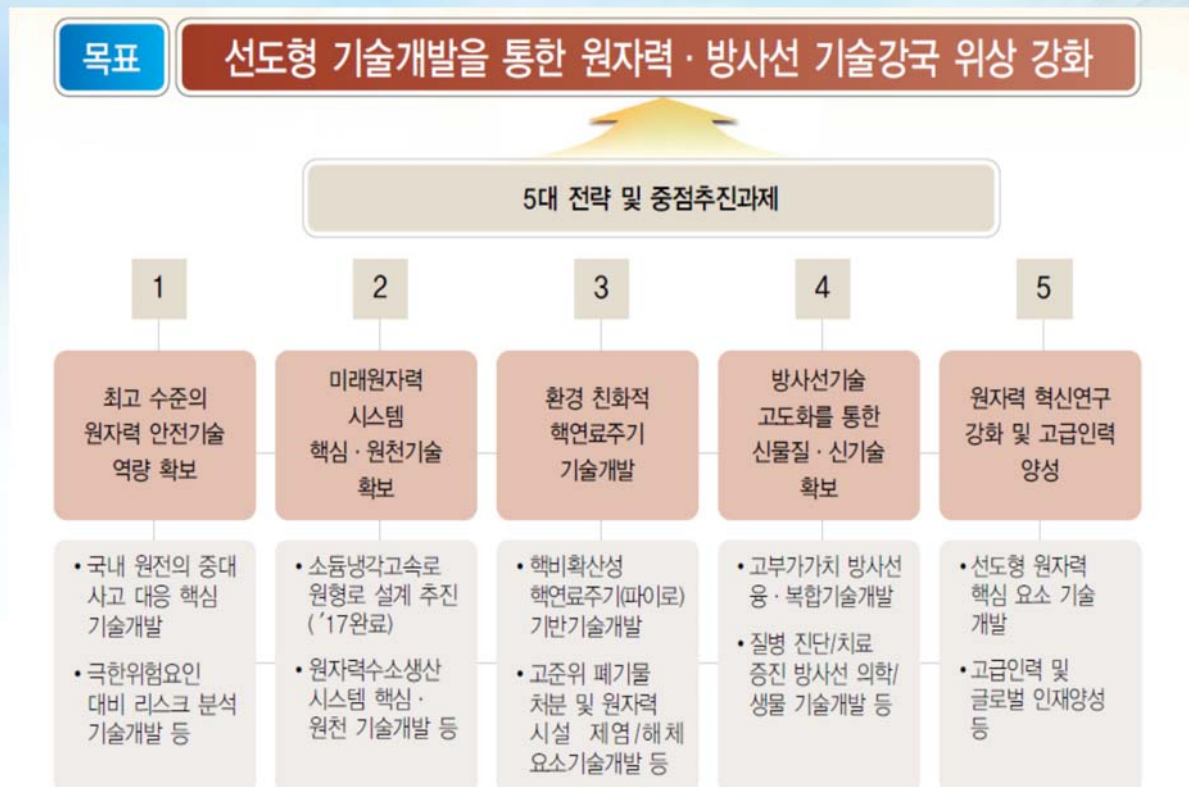 목표
선도형 기술개발을 통한 원자력 · 방사선 기술강국 위상 강화
5대 전략 및 중점추진과제
1
최고 수준의
원자력 안전기술
역량 확보
• 국내 원전의 중대
사고 대응 핵심
기술개발
• 극한위험요인
대비 리스크 분석
기술개발 등
2
미래원자력
시스템
핵심 · 원천기술
확보
• 소듐냉각고속로
원형로 설계 추진
( ′17완료)
• 원자력수소생산
시스템 핵심 ·
원천 기술개발 등
3
환경 친화적
핵연료주기
기술개발
• 핵비확산성
핵연료주기(파이로)
기반기술개발
• 고준위 폐기물
처분 및 원자력
시설 제염/해체
요소기술개발 등
4
방사선기술
고도화를 통한
신물질 · 신기술
확보
• 고부가가치 방사선
융 · 복합기술개발
• 질병 진단/치료
증진 방사선 의학/
생물 기술개발 등
5
원자력 혁신연구
강화 및 고급인력
양성
• 선도형 원자력
핵심 요소 기술
개발
• 고급인력 및
글로벌 인재양성
등